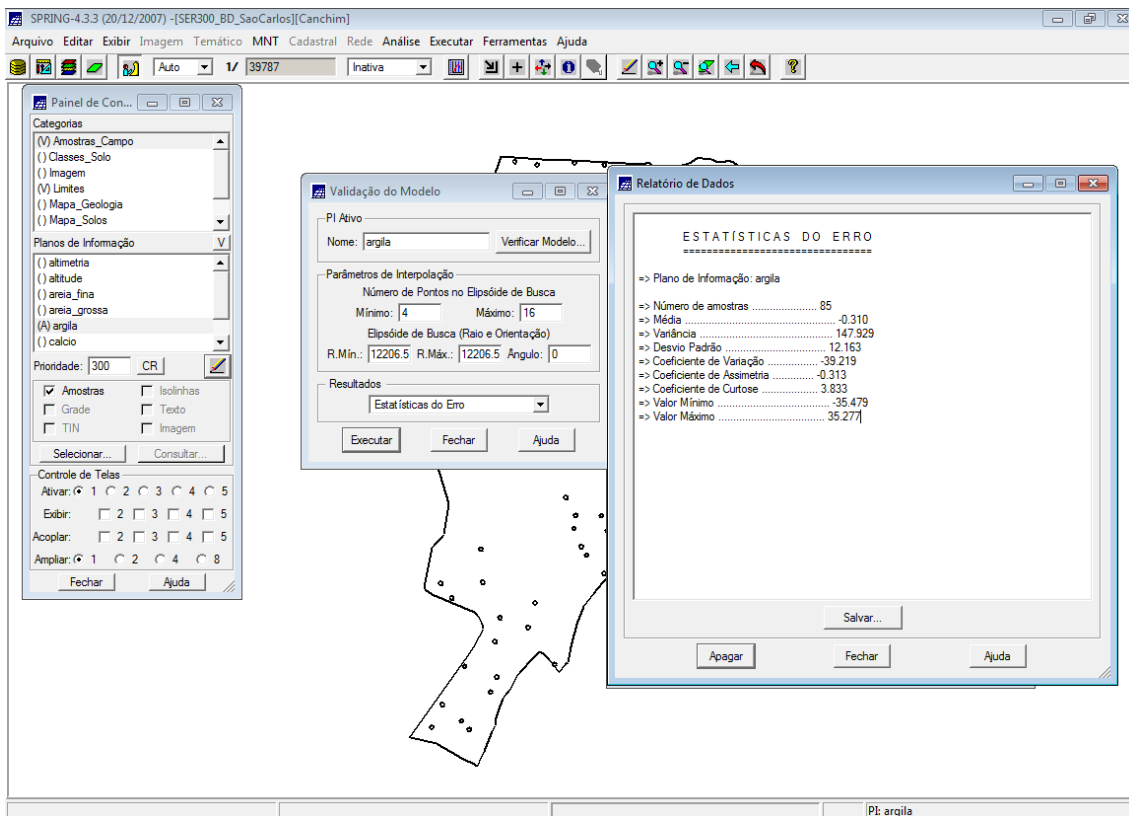 SPRING-4.3.3 (20/12/2007) -[SER300_BD_SaoCarlos][Canchim]
Arquivo Editar Exibir Imagem Temático MNT Cadastral Rede Análise Executar Ferramentas Ajuda
Auto 1/ 39787 Inativa
Painel de Con...
Categorias
(V) Amostras_Campo
() Classes_Solo
() Imagem
(V) Limites
() Mapa_Geologia
() Mapa_Solos
Planos de Informação V
() altimetria
() altitude
() areia_fina
() areia_grossa
(A) argila
() calcio
Prioridade: 300 CR
Amostras Isolinhas
Grade Texto
TIN Imagem
Selecionar... Consultar...
Controle de Telas
Ativar: 1 2 3 4 5
Exibir: 2 3 4 5
Acoplar: 2 3 4 5
Ampliar: 1 2 4 8
Fechar Ajuda
Validação do Modelo
PI Ativo
Nome: argila Verificar Modelo...
Parâmetros de Interpolação
Número de Pontos no Elipsóide de Busca
Mínimo: 4 Máximo: 16
Elipsóide de Busca (Raio e Orientação)
R.Mín.: 12206.5 R.Máx.: 12206.5 Ângulo: 0
Resultados
Estatísticas do Erro
Executar Fechar Ajuda
Relatório de Dados
ESTATÍSTICAS DO ERRO
==============================
=> Plano de Informação: argila
=> Número de amostras ........................ 85
=> Média ........................................................ -0.310
=> Variância ..................................................... 147.929
=> Desvio Padrão ..................................... 12.163
=> Coeficiente de Variação ...................... -39.219
=> Coeficiente de Assimetria ............... -0.313
=> Coeficiente de Curtose .................... 3.833
=> Valor Mínimo ......................................... -35.479
=> Valor Máximo ....................................... 35.277
Salvar...
Apagar Fechar Ajuda
PI: argila